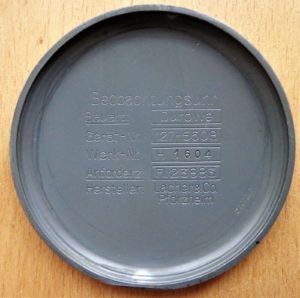 Beobachtungsuhr
Bauart: Durowe
Gerät-Nr. 127-560B
Werk-Nr. H 1604
Anforderz. Fl 23883
Hersteller: Lacher & Co.
Pforzheim